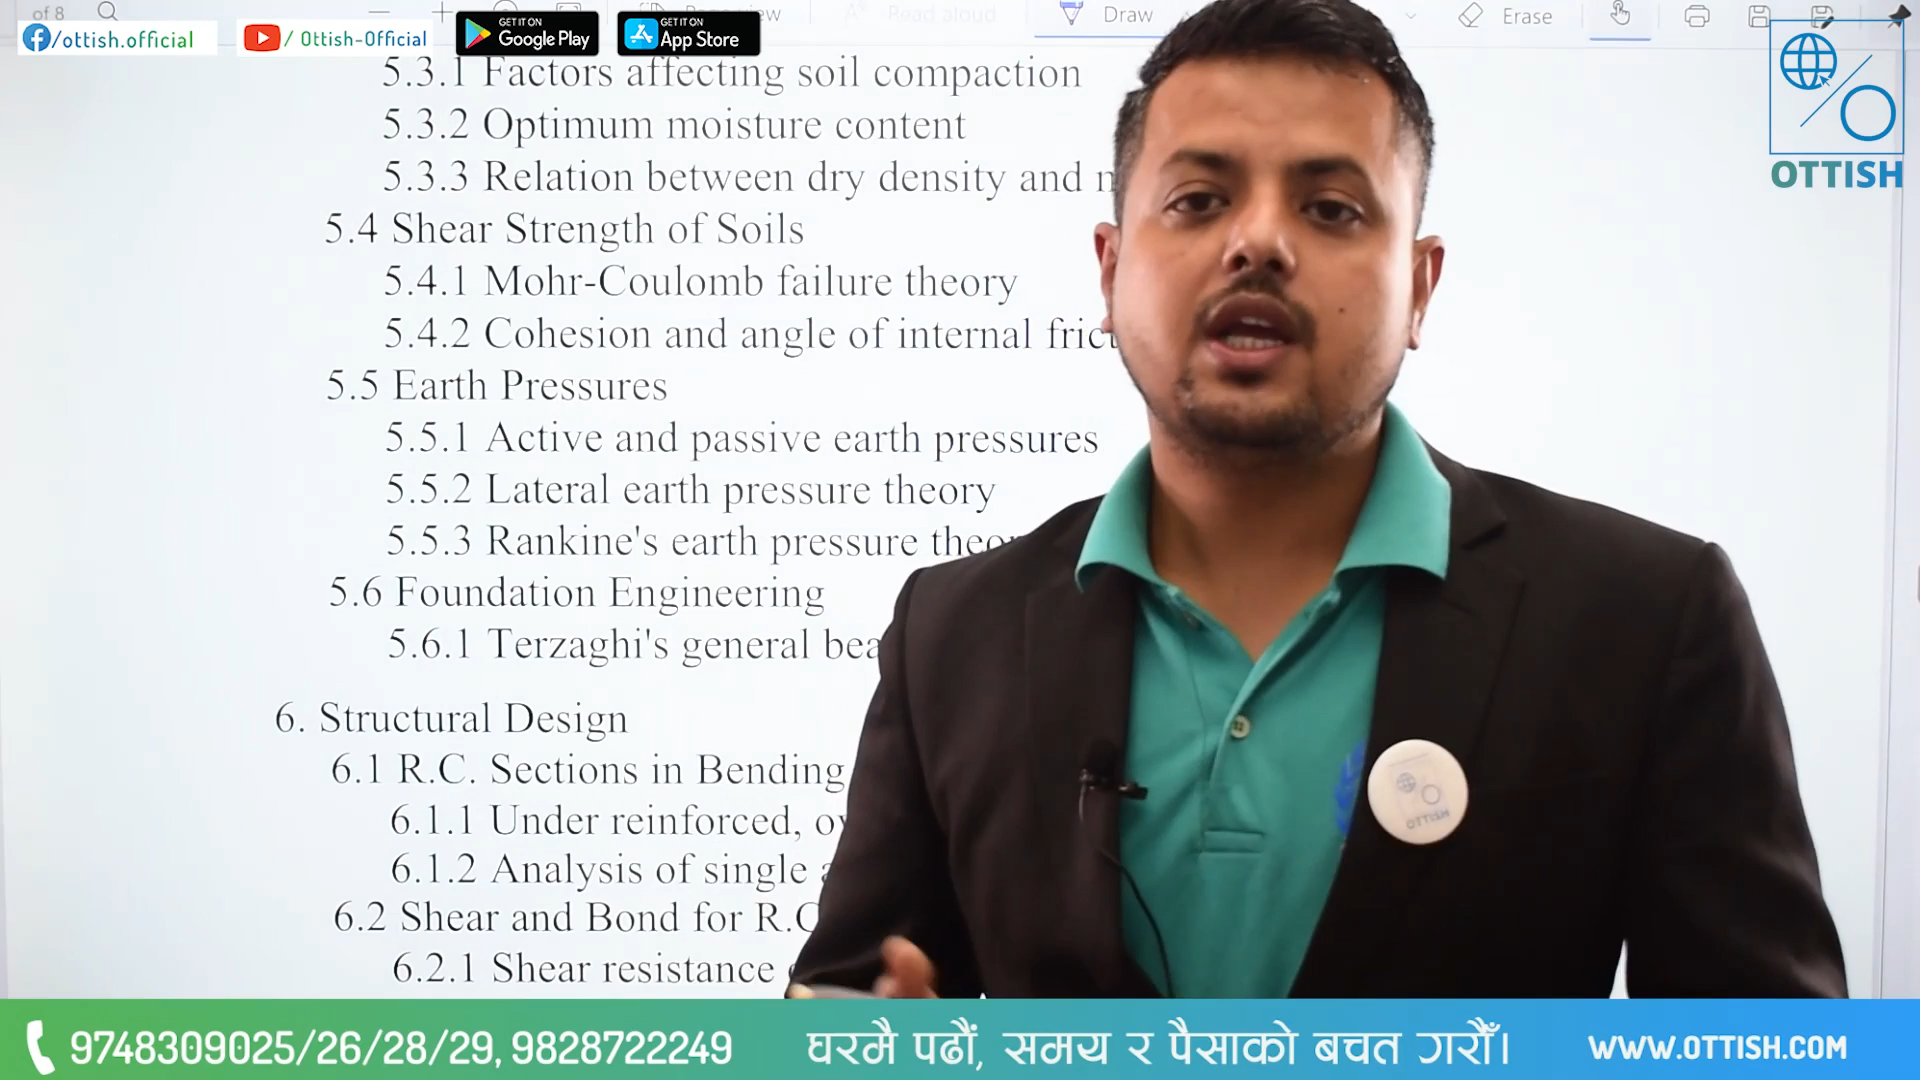 of 8
Read aloud
Draw
Erase
/ottish.official
/ Ottish-Official
GET IT ON
Google Play
GET IT ON
App Store
OTTISH
5.3.1 Factors affecting soil compaction
5.3.2 Optimum moisture content
5.3.3 Relation between dry density and
5.4 Shear Strength of Soils
5.4.1 Mohr-Coulomb failure theory
5.4.2 Cohesion and angle of internal
5.5 Earth Pressures
5.5.1 Active and passive earth pressures
5.5.2 Lateral earth pressure theory
5.5.3 Rankine's earth pressure
5.6 Foundation Engineering
5.6.1 Terzaghi's general
6. Structural Design
6.1 R.C. Sections in Bending
6.1.1 Under reinforced,
6.1.2 Analysis of single
6.2 Shear and Bond for
6.2.1 Shear resistance
OTTISH
9748309025/26/28/29, 9828722249
घरमै पढौं, समय र पैसाको बचत गरौँ।
WWW.OTTISH.COM